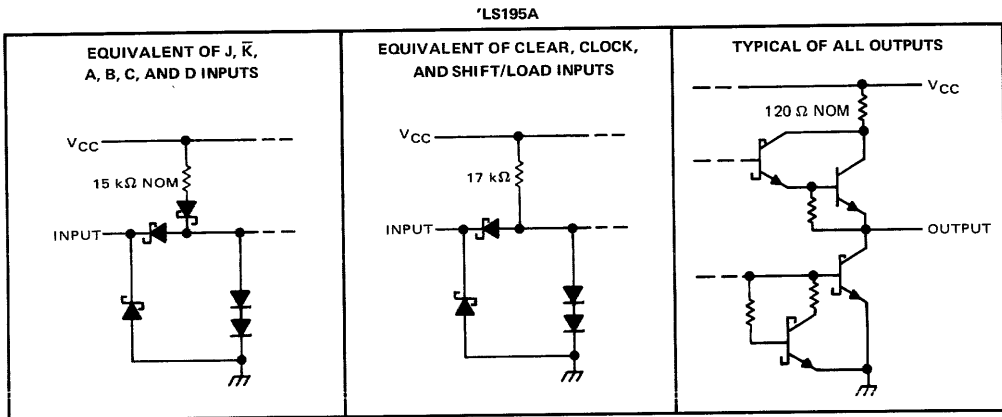 'LS195A
EQUIVALENT OF J, K̅,
A, B, C, AND D INPUTS
VCC
15 kΩ NOM
INPUT
EQUIVALENT OF CLEAR, CLOCK,
AND SHIFT/LOAD INPUTS
VCC
17 kΩ
INPUT
TYPICAL OF ALL OUTPUTS
VCC
120 Ω NOM
OUTPUT